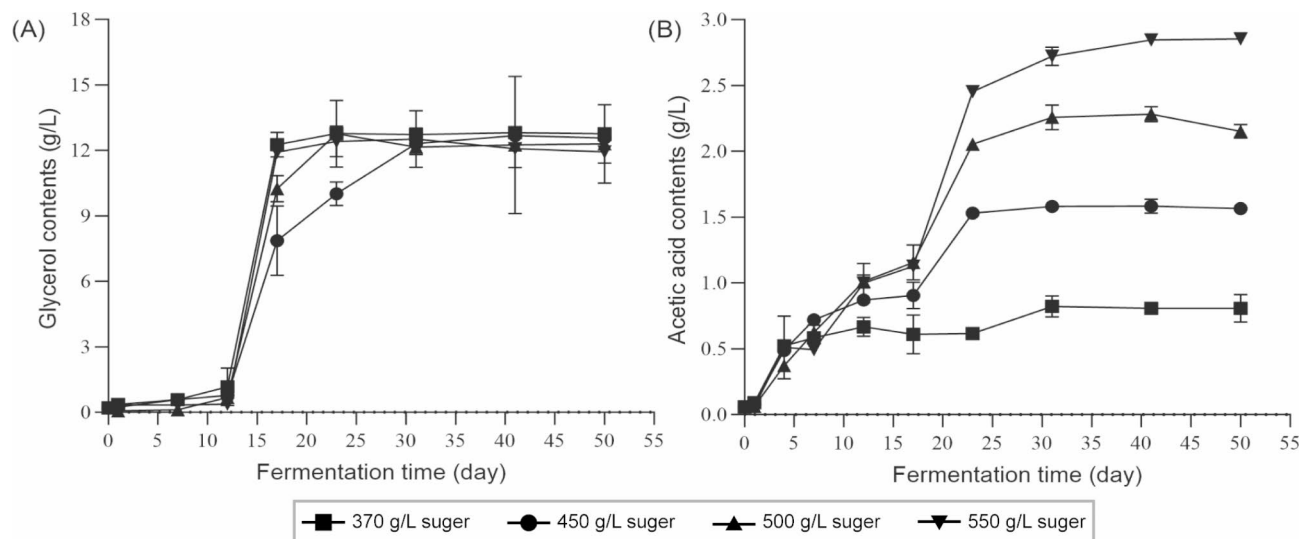 (A)
Glycerol contents (g/L)
18
15
12
9
6
3
0
0 5 10 15 20 25 30 35 40 45 50 55
Fermentation time (day)
(B)
Acetic acid contents (g/L)
3.0
2.5
2.0
1.5
1.0
0.5
0.0
0 5 10 15 20 25 30 35 40 45 50 55
Fermentation time (day)
370 g/L suger 450 g/L suger 500 g/L suger 550 g/L suger